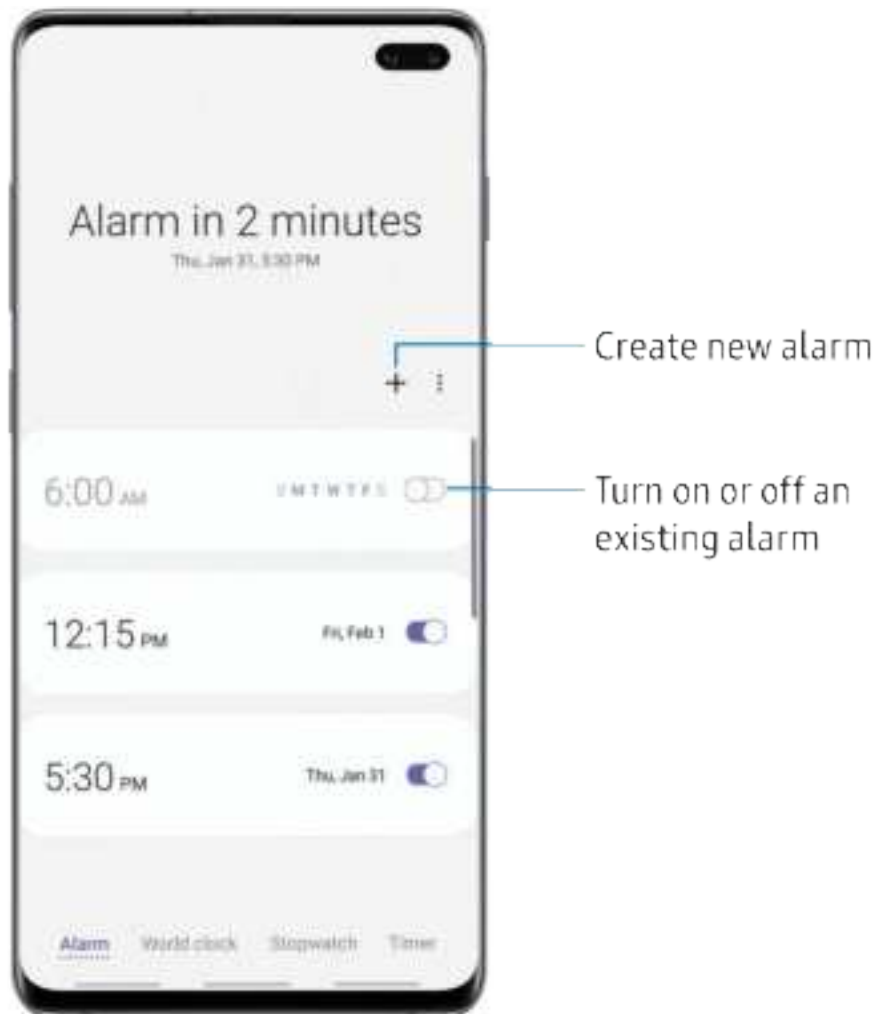 Alarm in 2 minutes
Thu, Jan 31, 5:30 PM
Create new alarm
6:00 AM
S M T W T F S
Turn on or off an
existing alarm
12:15 PM
Fri, Feb 1
5:30 PM
Thu, Jan 31
Alarm World clock Stopwatch Timer